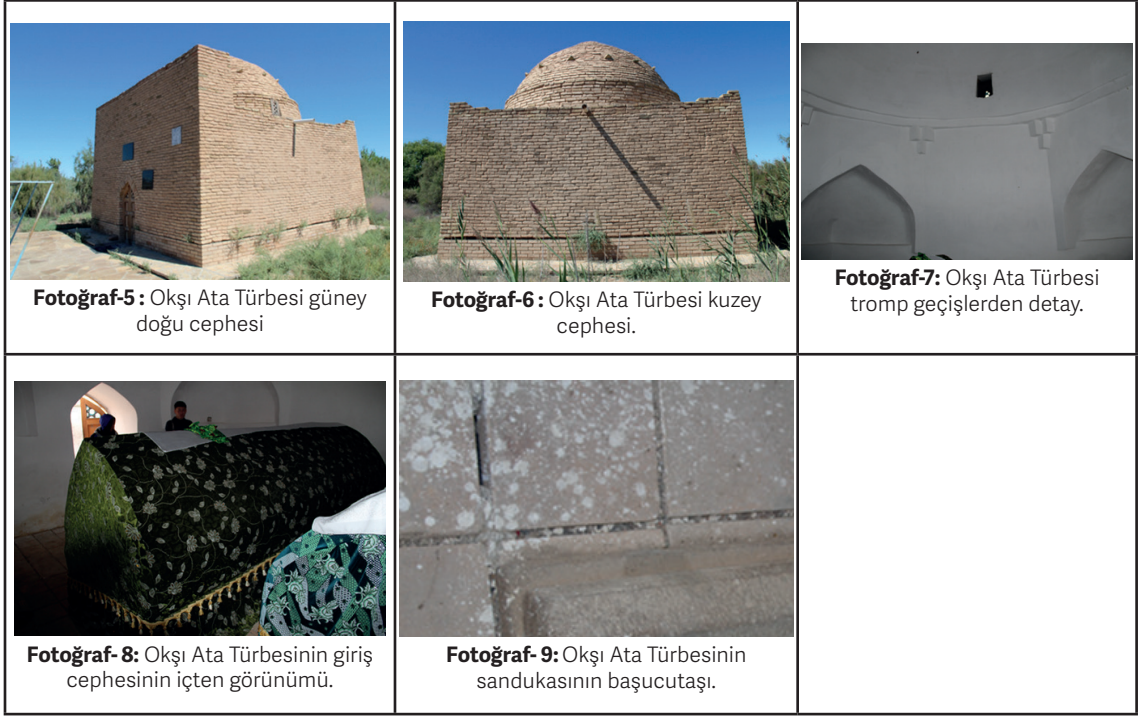 Fotoğraf-5 : Okşı Ata Türbesi güney
doğu cephesi
Fotoğraf-6 : Okşı Ata Türbesi kuzey
cephesi.
Fotoğraf-7: Okşı Ata Türbesi
tromp geçişlerden detay.
Fotoğraf- 8: Okşı Ata Türbesinin giriş
cephesinin içten görünümü.
Fotoğraf- 9: Okşı Ata Türbesinin
sandukasının başucutaşı.